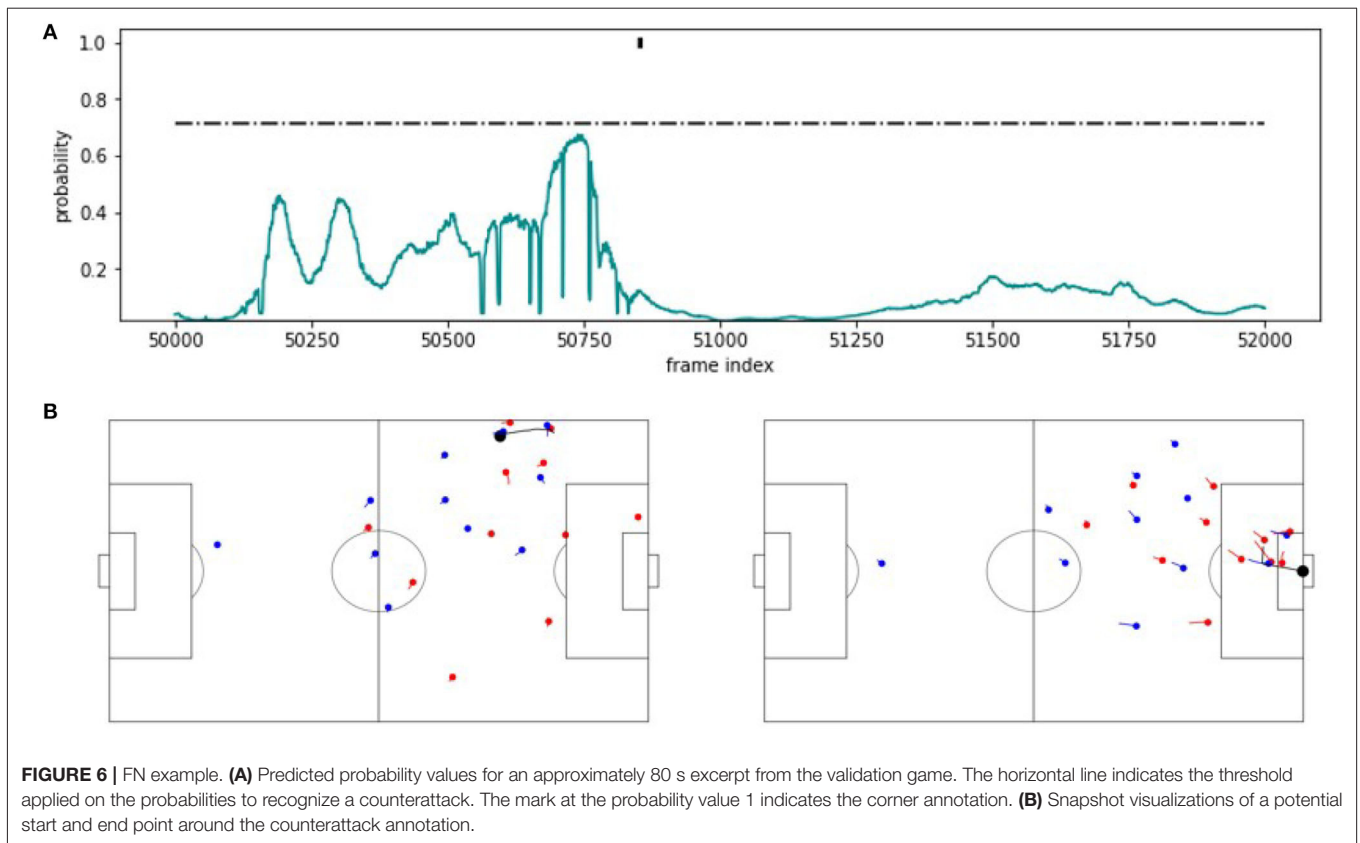 A
1.0
0.8
0.6
0.4
0.2
probability
50000 50250 50500 50750 51000 51250 51500 51750 52000
frame index
B
FIGURE 6 | FN example. (A) Predicted probability values for an approximately 80 s excerpt from the validation game. The horizontal line indicates the threshold
applied on the probabilities to recognize a counterattack. The mark at the probability value 1 indicates the corner annotation. (B) Snapshot visualizations of a potential
start and end point around the counterattack annotation.